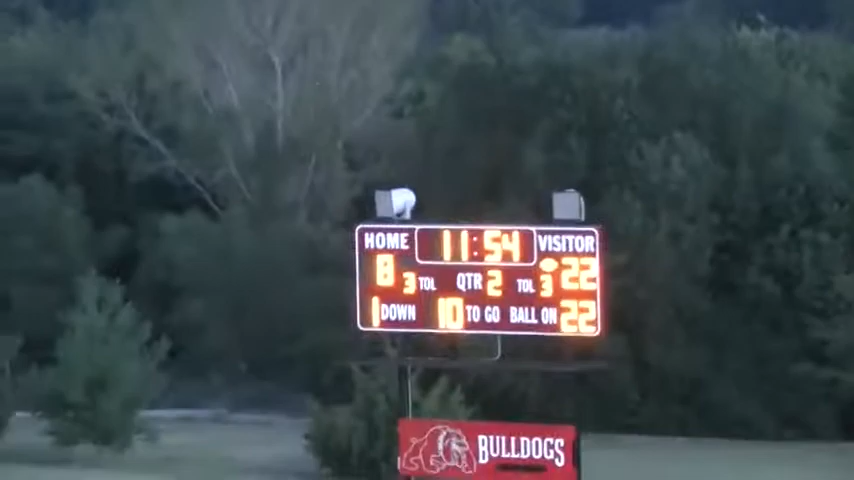 HOME 11:54 VISITOR
8 3 TOL QTR 2 TOL 3 22
1 DOWN 10 TO GO BALL ON 22
BULLDOGS